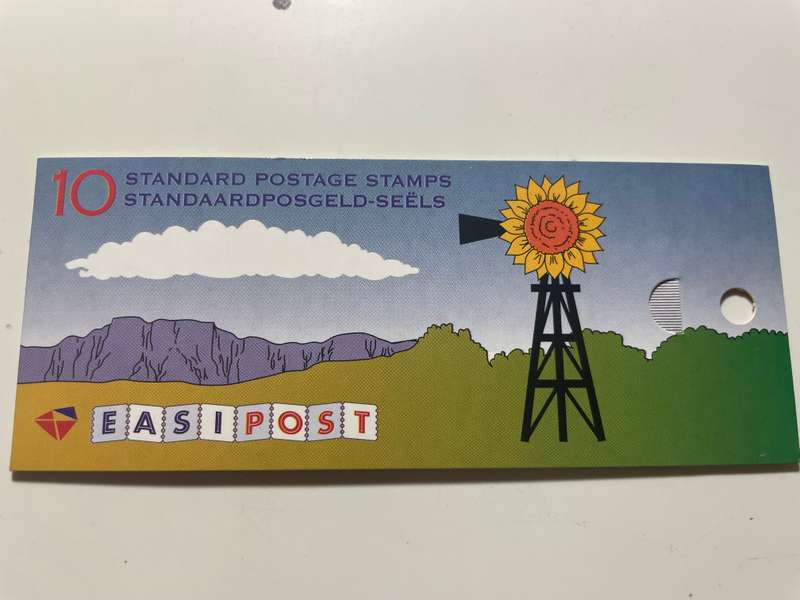 10 STANDARD POSTAGE STAMPS
STANDAARDPOSGELD-SEËLS
EASIPOST